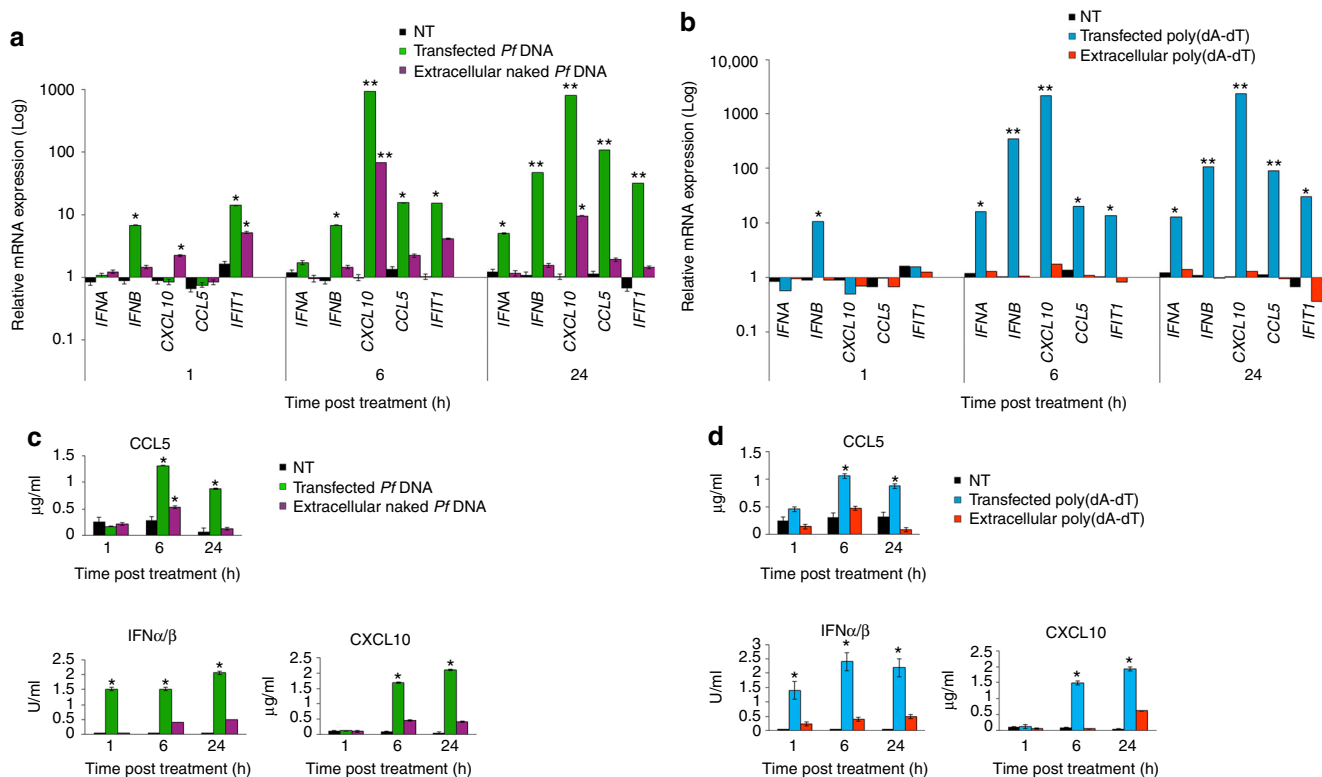 a
NT
Transfected Pf DNA
Extracellular naked Pf DNA
Relative mRNA expression (Log)
1000
100
10
1
0.1
* * * * * ** ** * * * ** ** * ** **
IFNA IFNB CXCL10 CCL5 IFIT1 IFNA IFNB CXCL10 CCL5 IFIT1 IFNA IFNB CXCL10 CCL5 IFIT1
1 6 24
Time post treatment (h)
b
NT
Transfected poly(dA-dT)
Extracellular poly(dA-dT)
Relative mRNA expression (Log)
10,000
1000
100
10
1
0.1
* * ** ** * * * ** ** ** *
IFNA IFNB CXCL10 CCL5 IFIT1 IFNA IFNB CXCL10 CCL5 IFIT1 IFNA IFNB CXCL10 CCL5 IFIT1
1 6 24
Time post treatment (h)
c
CCL5
NT
Transfected Pf DNA
Extracellular naked Pf DNA
μg/ml
1.5
1
0.5
0
* * *
1 6 24
Time post treatment (h)
IFNα/β
U/ml
2.5
2
1.5
1
0.5
0
* * *
1 6 24
Time post treatment (h)
CXCL10
μg/ml
2.5
2
1.5
1
0.5
0
* *
1 6 24
Time post treatment (h)
d
CCL5
NT
Transfected poly(dA-dT)
Extracellular poly(dA-dT)
μg/ml
1.5
1
0.5
0
* *
1 6 24
Time post treatment (h)
IFNα/β
U/ml
3
2.5
2
1.5
1
0.5
0
* * *
1 6 24
Time post treatment (h)
CXCL10
μg/ml
2.5
2
1.5
1
0.5
0
* *
1 6 24
Time post treatment (h)